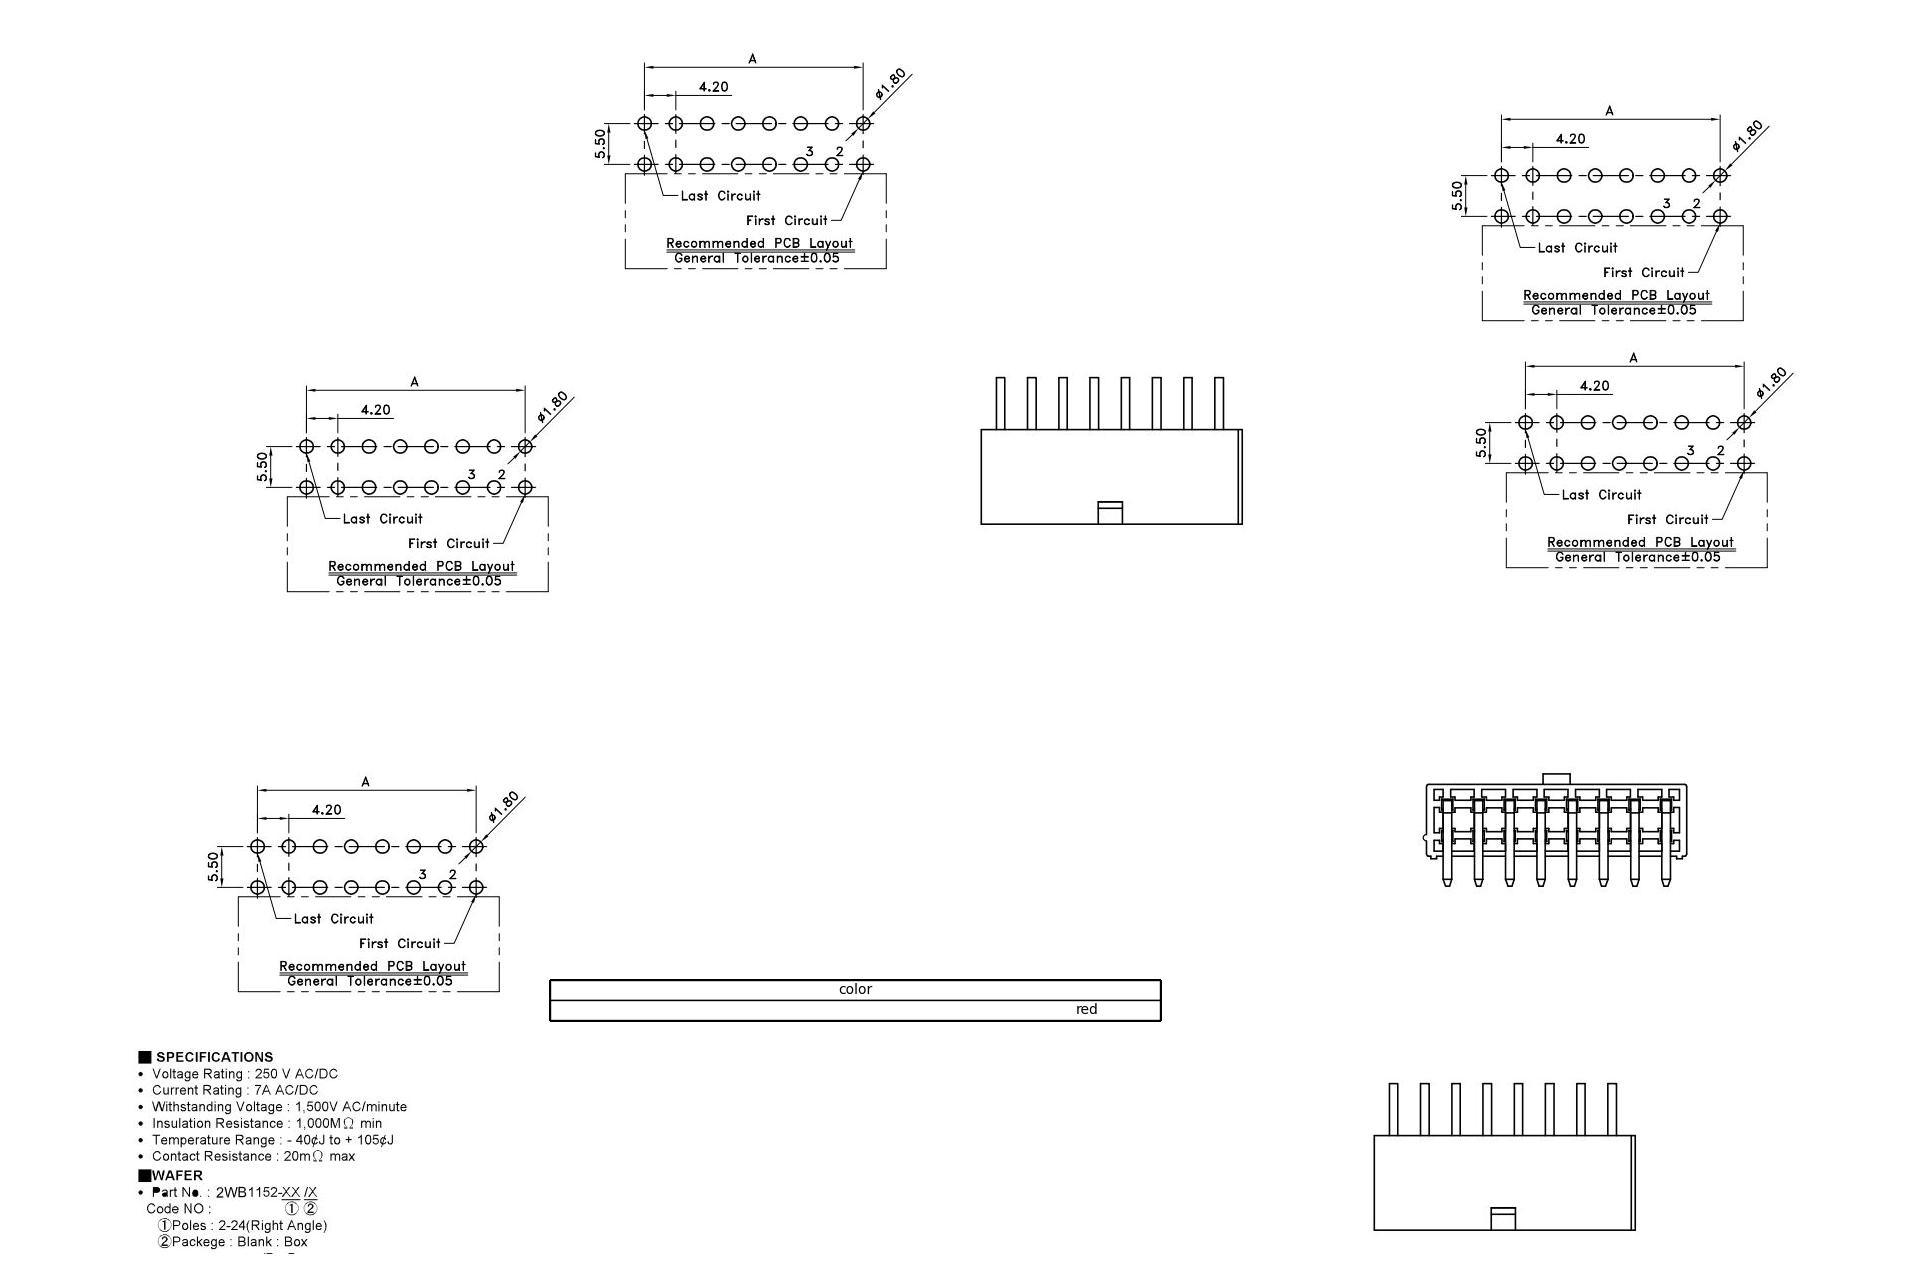 A
4.20
ø1.80
5.50
3 2
Last Circuit
First Circuit
Recommended PCB Layout
General Tolerance±0.05
A
4.20
ø1.80
5.50
3 2
Last Circuit
First Circuit
Recommended PCB Layout
General Tolerance±0.05
A
4.20
ø1.80
5.50
3 2
Last Circuit
First Circuit
Recommended PCB Layout
General Tolerance±0.05
A
4.20
ø1.80
5.50
3 2
Last Circuit
First Circuit
Recommended PCB Layout
General Tolerance±0.05
A
4.20
ø1.80
5.50
3 2
Last Circuit
First Circuit
Recommended PCB Layout
General Tolerance±0.05
color
red
■ SPECIFICATIONS
• Voltage Rating : 250 V AC/DC
• Current Rating : 7A AC/DC
• Withstanding Voltage : 1,500V AC/minute
• Insulation Resistance : 1,000MΩ min
• Temperature Range : - 40¢J to + 105¢J
• Contact Resistance : 20mΩ max
■WAFER
• Part No. : 2WB1152-XX /X
Code NO : ① ②
①Poles : 2-24(Right Angle)
②Packege : Blank : Box